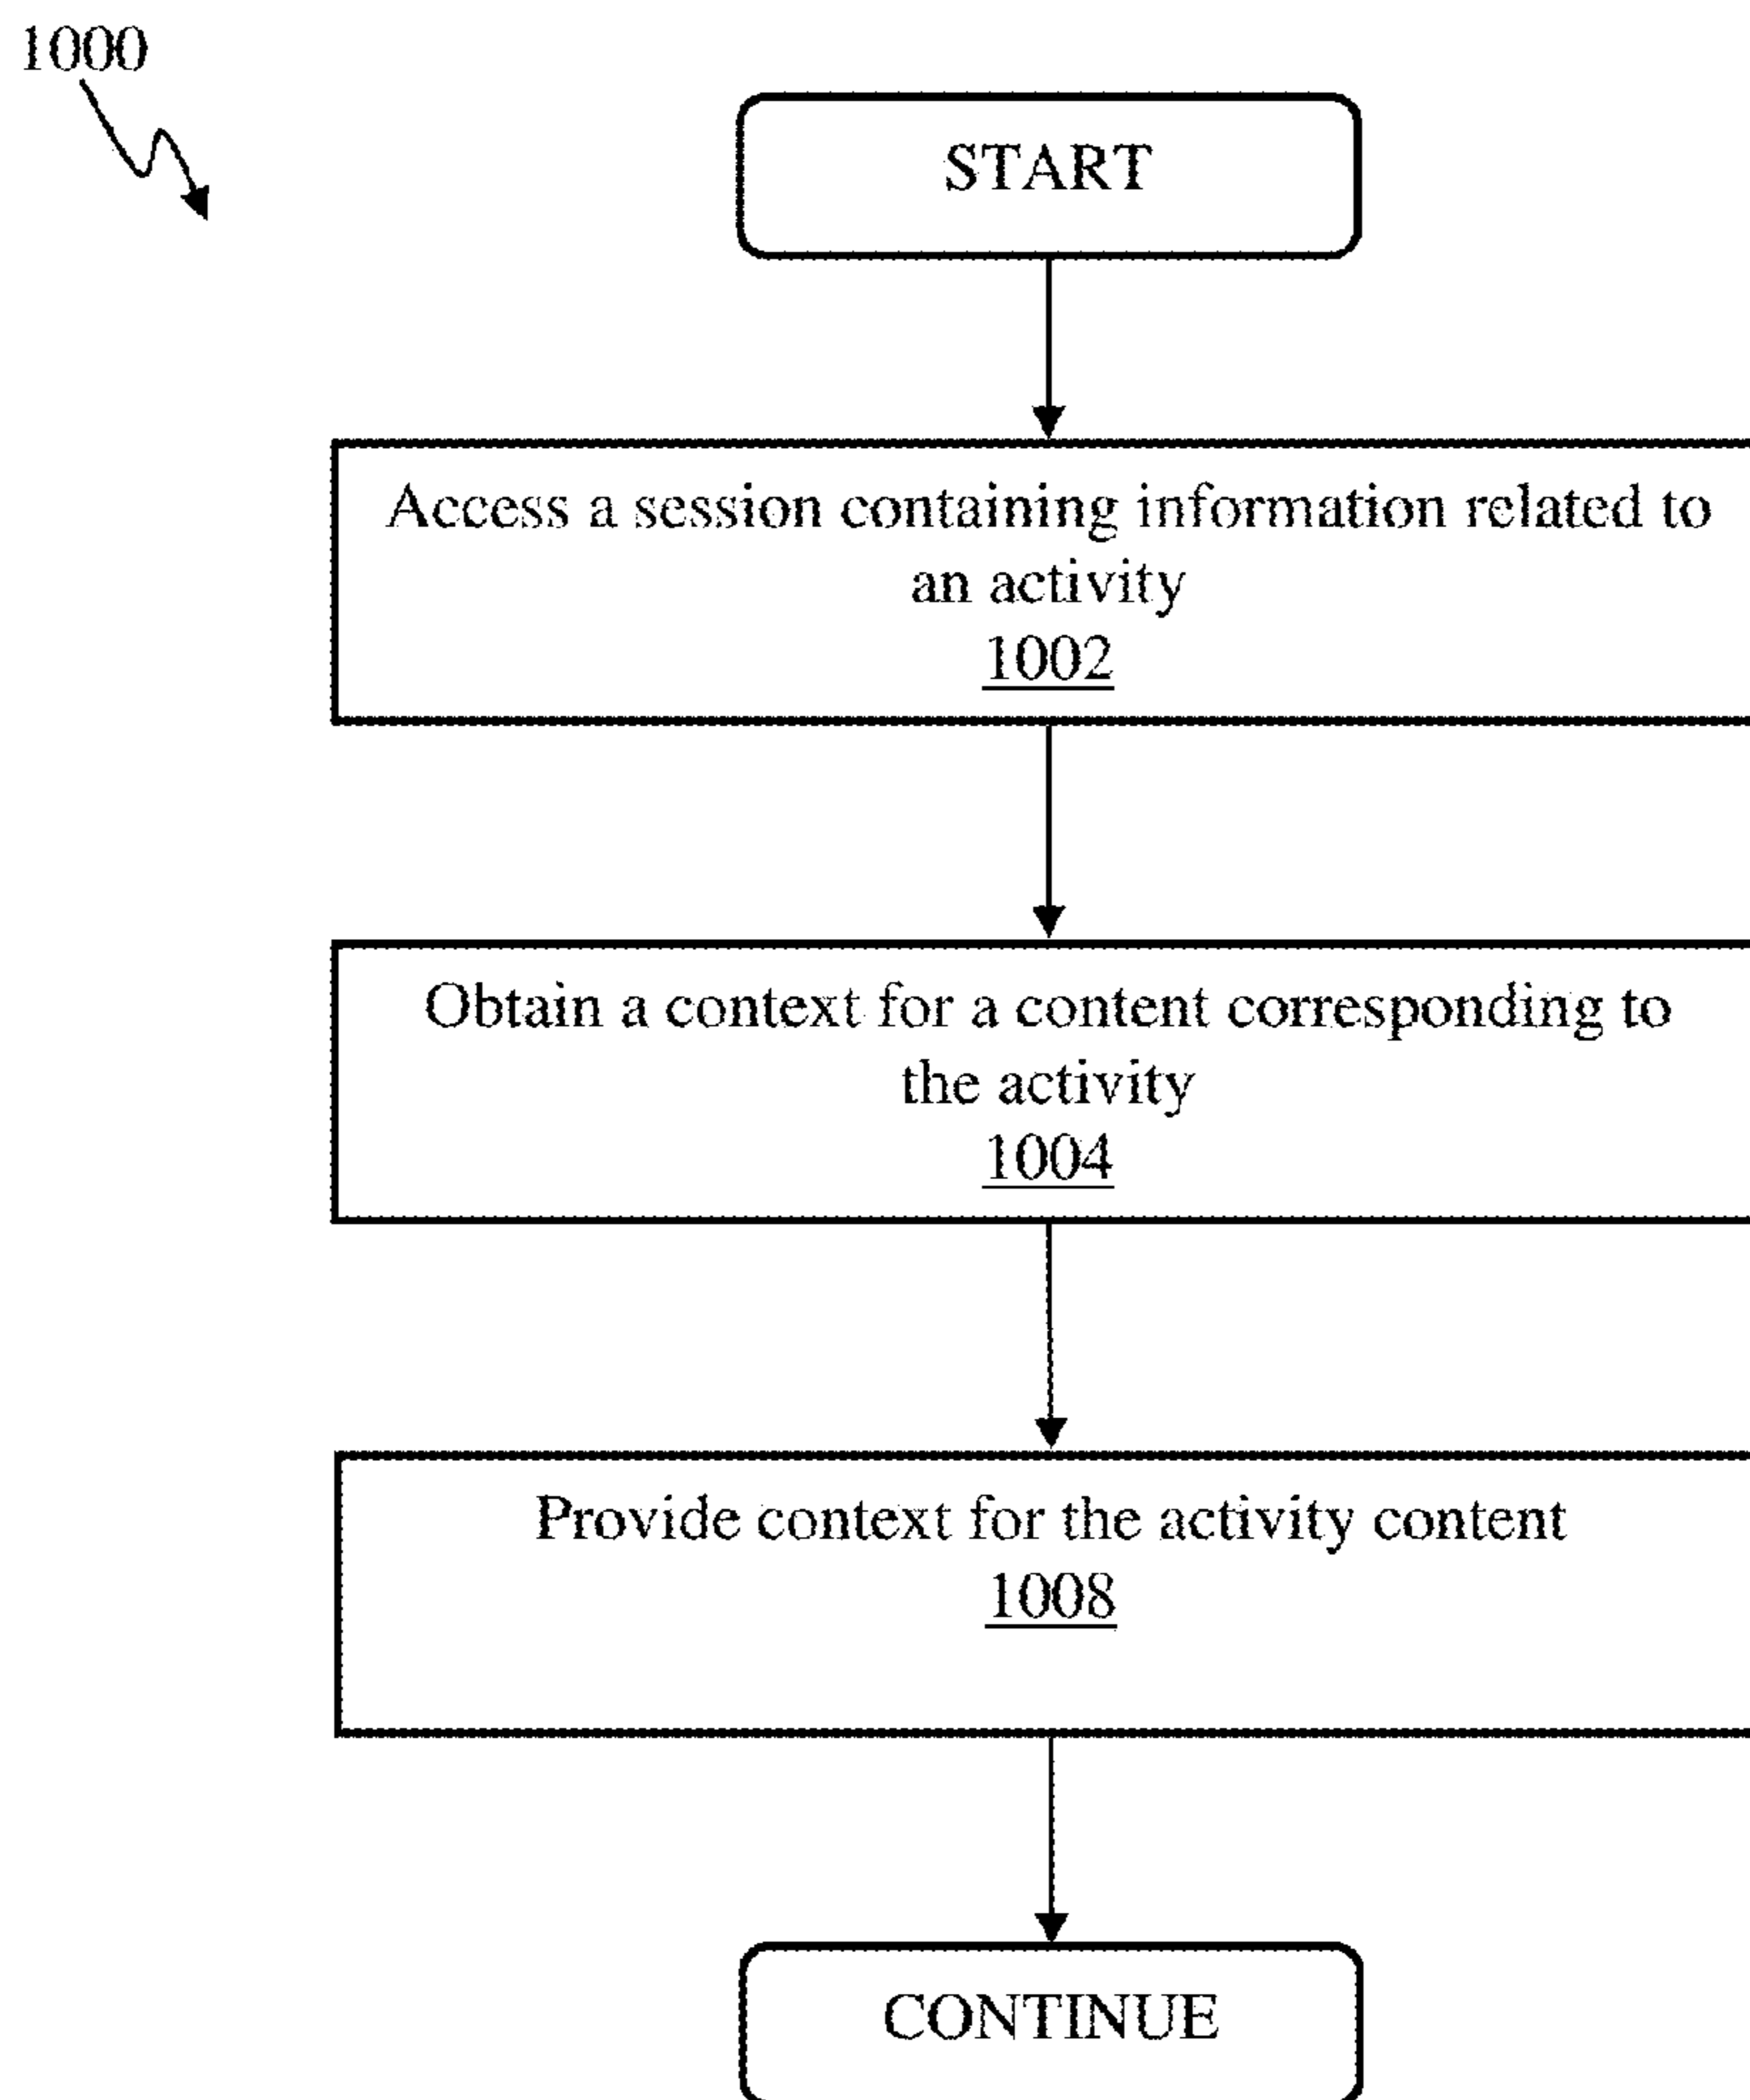 1000
START
Access a session containing information related to
an activity
1002
Obtain a context for a content corresponding to
the activity
1004
Provide context for the activity content
1008
CONTINUE